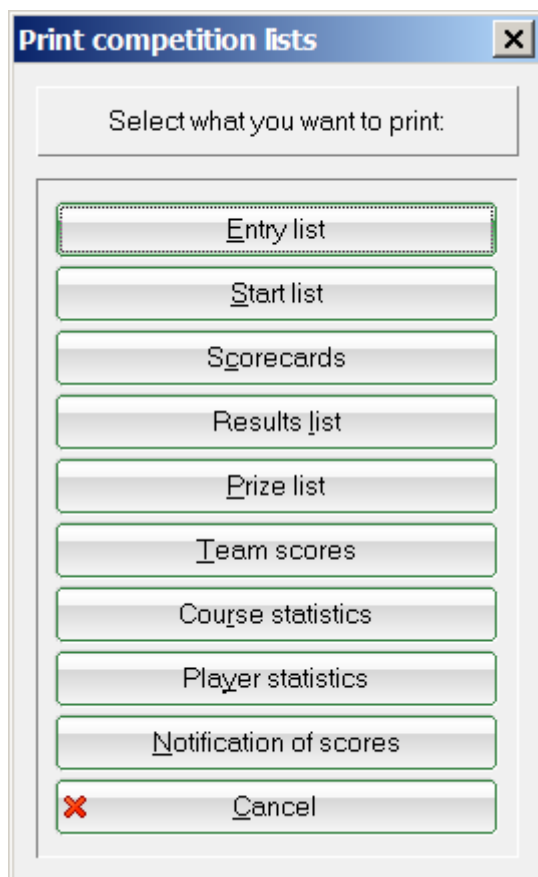 Print competition lists
Select what you want to print:
Entry list
Start list
Scorecards
Results list
Prize list
Team scores
Course statistics
Player statistics
Notification of scores
Cancel